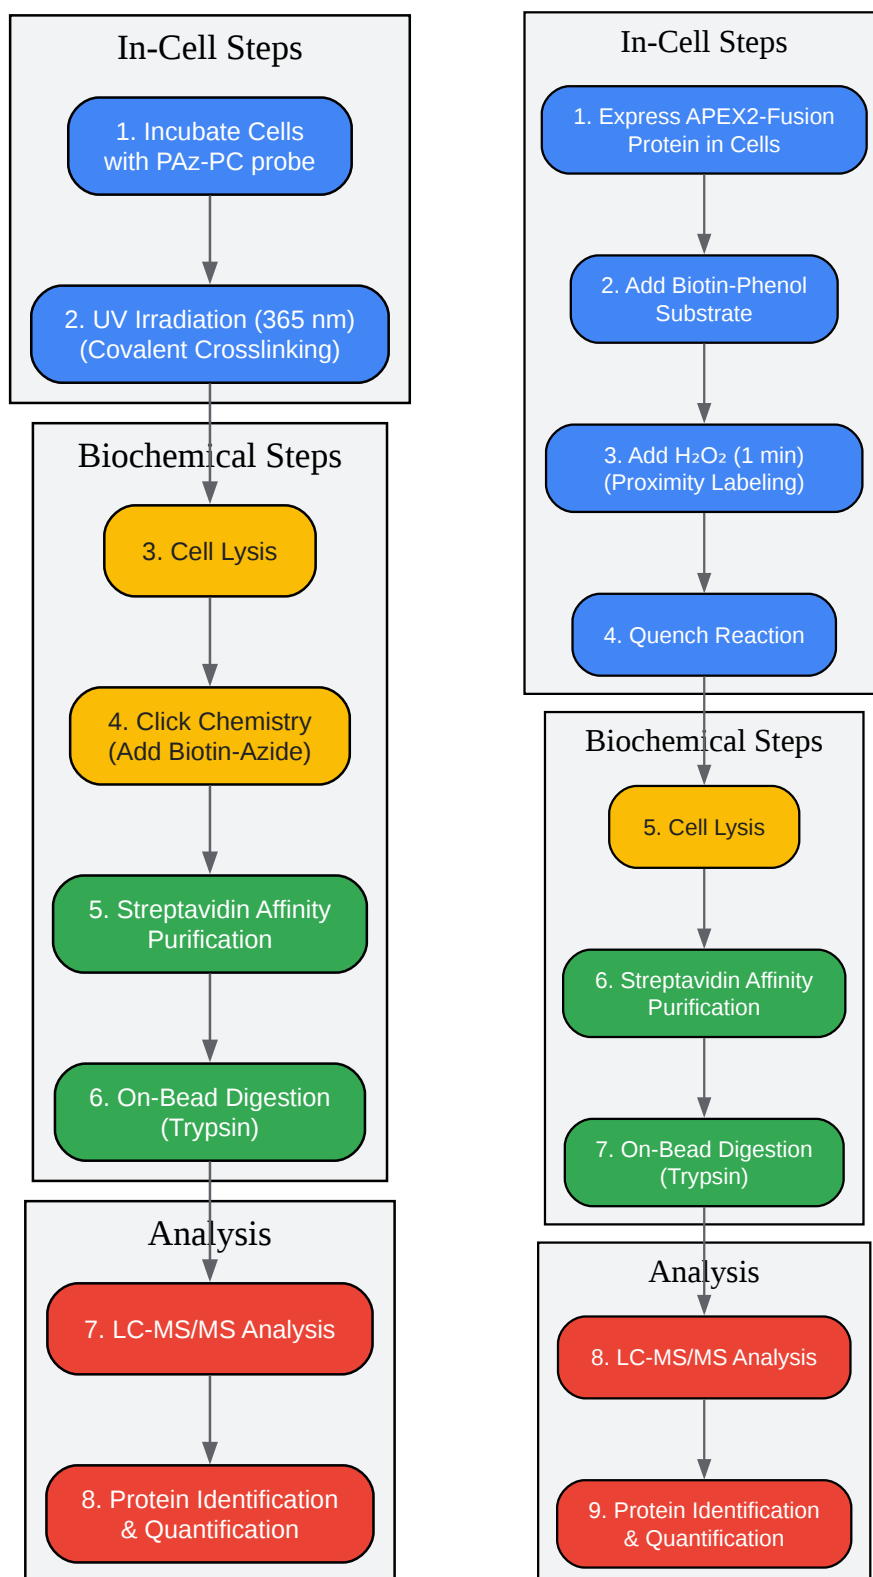 In-Cell Steps
1. Incubate Cells
with PAz-PC probe
2. UV Irradiation (365 nm)
(Covalent Crosslinking)
Biochemical Steps
3. Cell Lysis
4. Click Chemistry
(Add Biotin-Azide)
5. Streptavidin Affinity
Purification
6. On-Bead Digestion
(Trypsin)
Analysis
7. LC-MS/MS Analysis
8. Protein Identification
& Quantification
In-Cell Steps
1. Express APEX2-Fusion
Protein in Cells
2. Add Biotin-Phenol
Substrate
3. Add H₂O₂ (1 min)
(Proximity Labeling)
4. Quench Reaction
Biochemical Steps
5. Cell Lysis
6. Streptavidin Affinity
Purification
7. On-Bead Digestion
(Trypsin)
Analysis
8. LC-MS/MS Analysis
9. Protein Identification
& Quantification